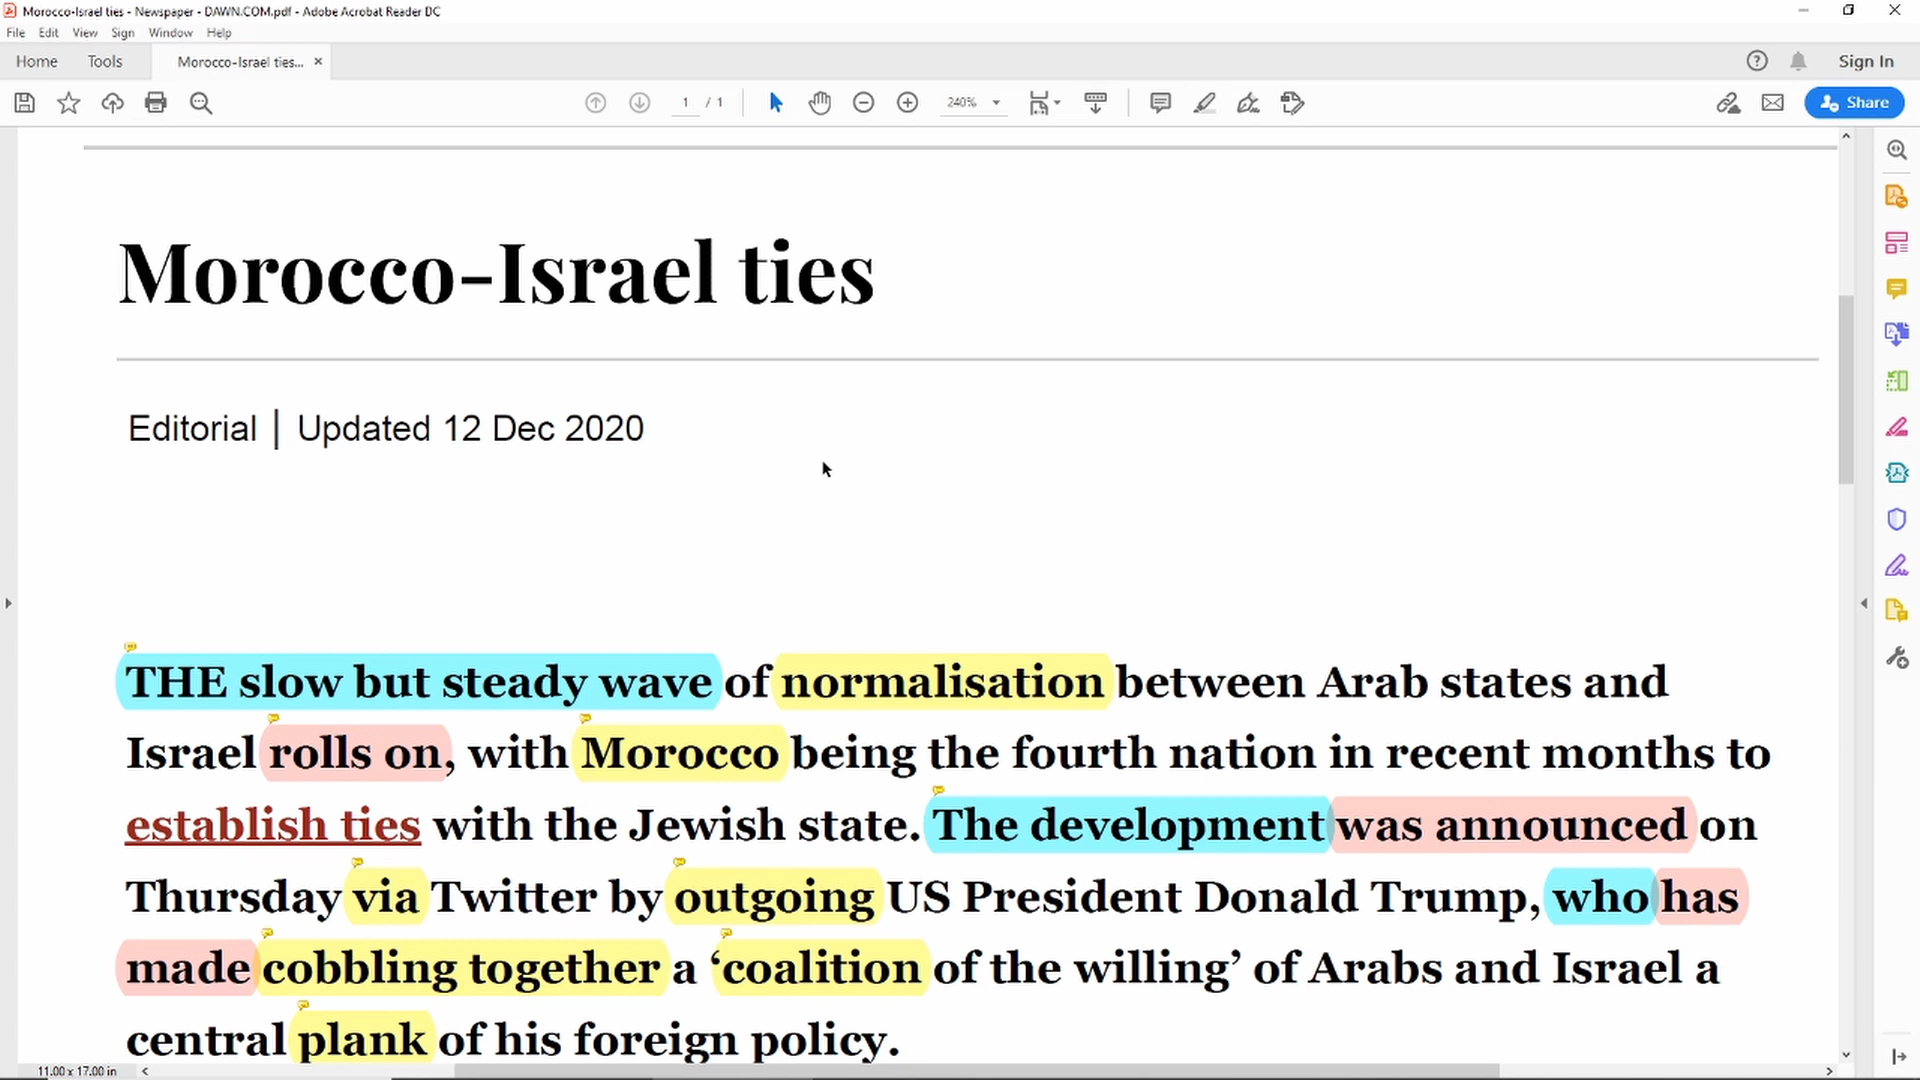 Morocco-Israel ties - Newspaper - DAWN.COM.pdf - Adobe Acrobat Reader DC
File Edit View Sign Window Help
Home Tools Morocco-Israel ties... × Sign In
1 / 1 240% Share
Morocco-Israel ties
Editorial | Updated 12 Dec 2020
THE slow but steady wave of normalisation between Arab states and
Israel rolls on, with Morocco being the fourth nation in recent months to
establish ties with the Jewish state. The development was announced on
Thursday via Twitter by outgoing US President Donald Trump, who has
made cobbling together a ‘coalition of the willing’ of Arabs and Israel a
central plank of his foreign policy.
11.00 x 17.00 in